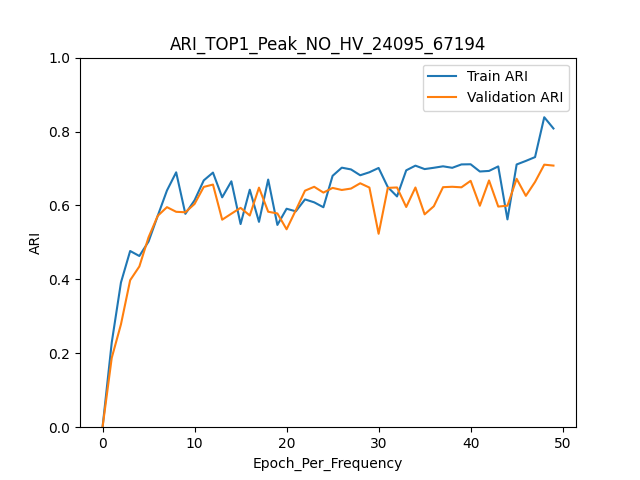 ARI_TOP1_Peak_NO_HV_24095_67194
Train ARI
Validation ARI
1.0
0.8
0.6
0.4
0.2
0.0
ARI
0 10 20 30 40 50
Epoch_Per_Frequency